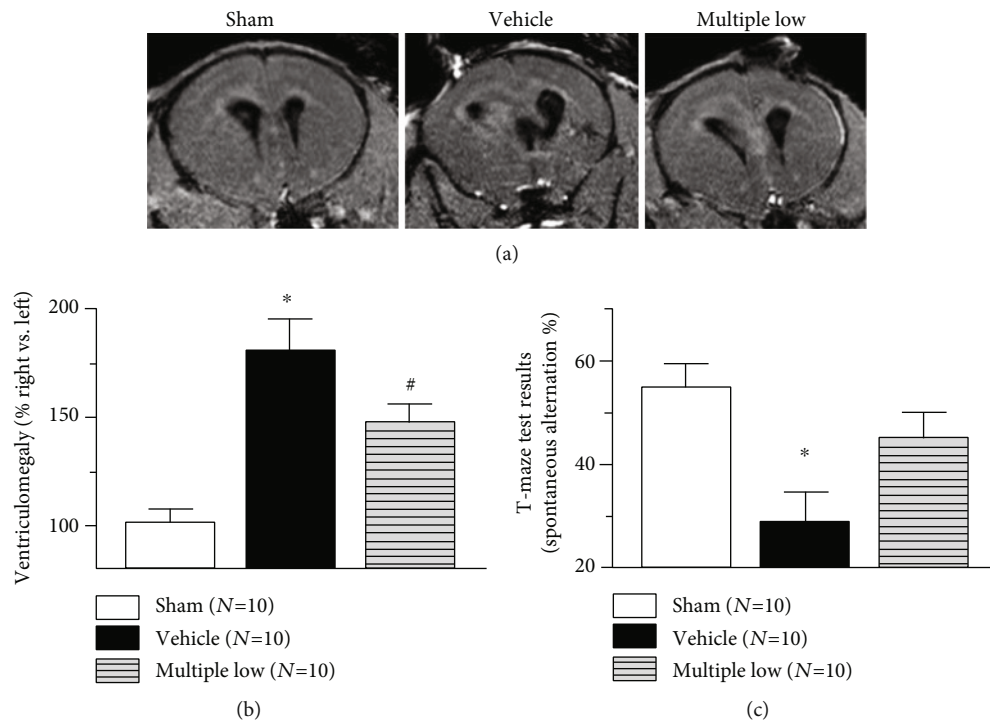 Sham
Vehicle
Multiple low
(a)
Ventriculomegaly (% right vs. left)
200
150
100
*
#
Sham (N=10)
Vehicle (N=10)
Multiple low (N=10)
(b)
T-maze test results
(spontaneous alternation %)
60
40
20
*
Sham (N=10)
Vehicle (N=10)
Multiple low (N=10)
(c)